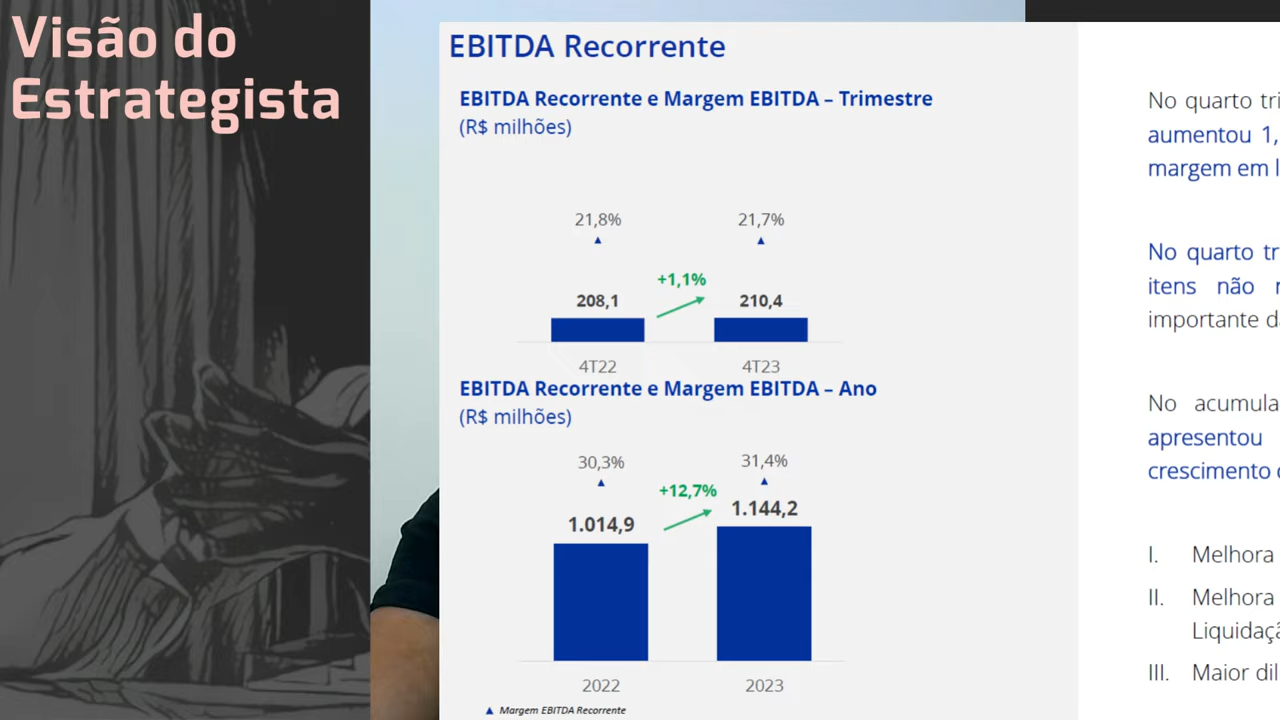 Visão do
Estrategista
EBITDA Recorrente
EBITDA Recorrente e Margem EBITDA – Trimestre
(R$ milhões)
21,8%
21,7%
+1,1%
208,1
210,4
4T22
4T23
EBITDA Recorrente e Margem EBITDA – Ano
(R$ milhões)
30,3%
31,4%
+12,7%
1.014,9
1.144,2
2022
2023
▲ Margem EBITDA Recorrente
No quarto tri
aumentou 1,
margem em l
No quarto tr
itens não
importante d
No acumula
apresentou
crescimento
I. Melhora
II. Melhora
Liquidaç
III. Maior dil